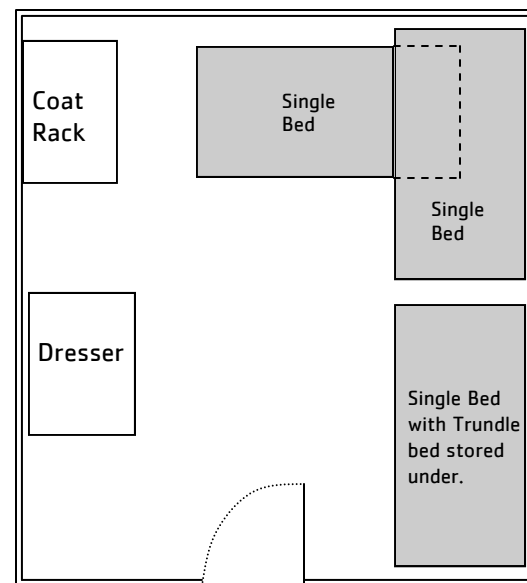 Coat
Rack
Single
Bed
Single
Bed
Dresser
Single Bed
with Trundle
bed stored
under.